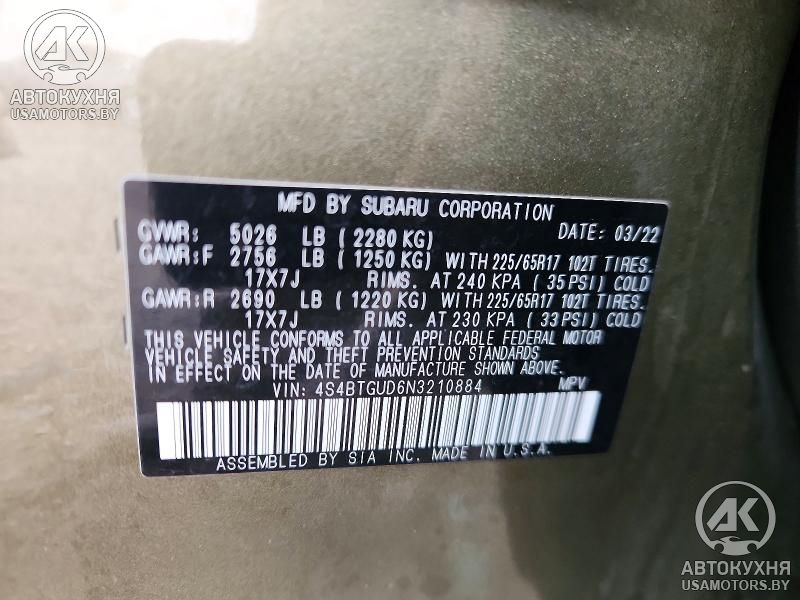 AK
АВТОКУХНЯ
USAMOTORS.BY
MFD BY SUBARU CORPORATION
GVWR: 5026 LB ( 2280 KG) DATE: 03/22
GAWR:F 2756 LB ( 1250 KG) WITH 225/65R17 102T TIRES.
17X7J RIMS. AT 240 KPA ( 35 PSI) COLD
GAWR:R 2690 LB ( 1220 KG) WITH 225/65R17 102T TIRES.
17X7J RIMS. AT 230 KPA ( 33 PSI) COLD
THIS VEHICLE CONFORMS TO ALL APPLICABLE FEDERAL MOTOR
VEHICLE SAFETY AND THEFT PREVENTION STANDARDS
IN EFFECT ON THE DATE OF MANUFACTURE SHOWN ABOVE.
VIN: 4S4BTGUD6N3210884 MPV
ASSEMBLED BY SIA INC. MADE IN U.S.A.
AK
АВТОКУХНЯ
USAMOTORS.BY